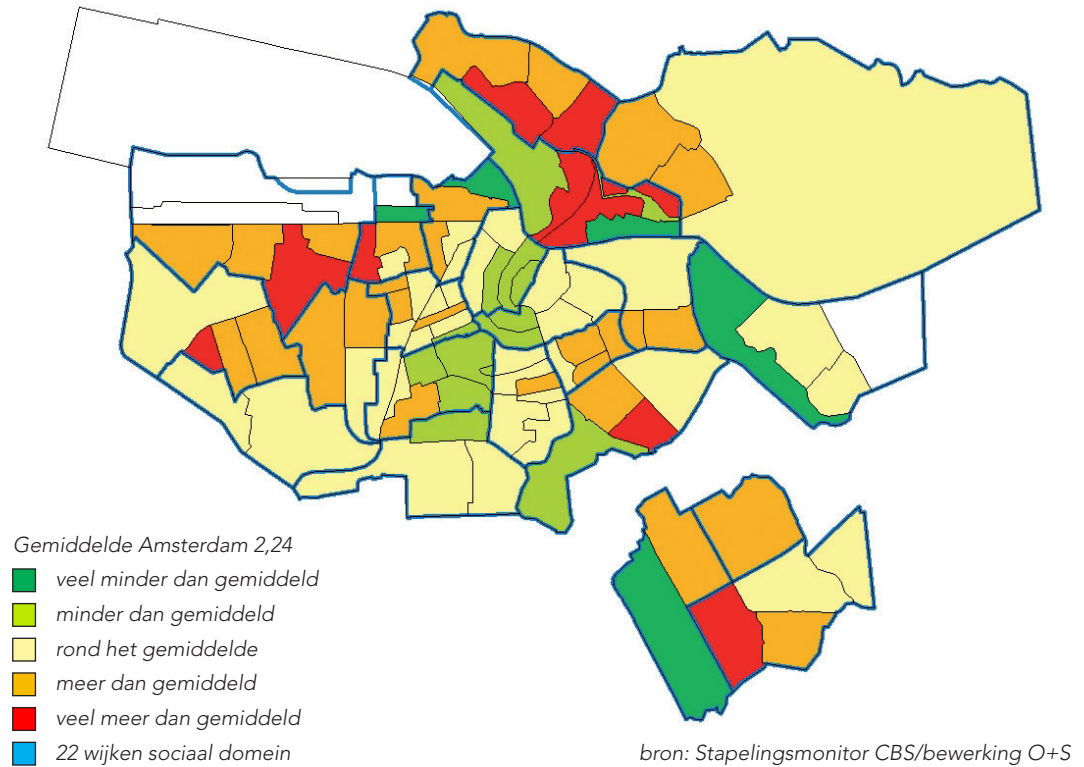 Gemiddelde Amsterdam 2,24
veel minder dan gemiddeld
minder dan gemiddeld
rond het gemiddelde
meer dan gemiddeld
veel meer dan gemiddeld
22 wijken sociaal domein
bron: Stapelingsmonitor CBS/bewerking O+S